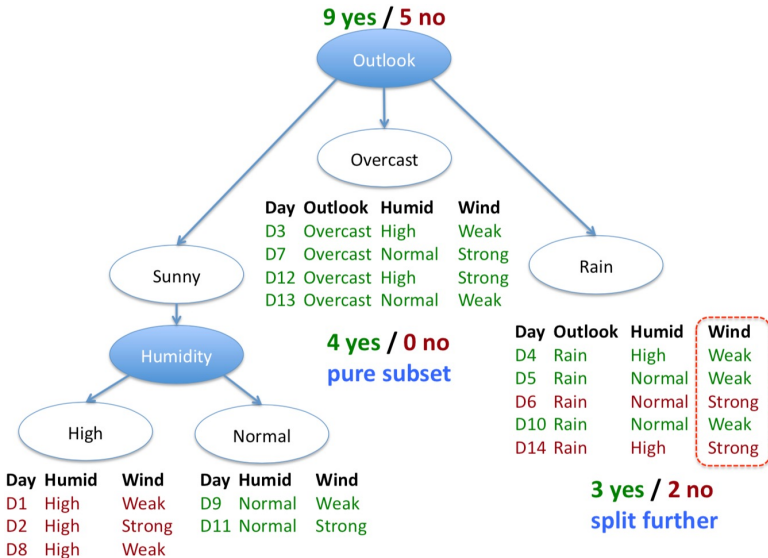 9 yes / 5 no
Outlook
Overcast
Day Outlook Humid Wind
D3 Overcast High Weak
D7 Overcast Normal Strong
D12 Overcast High Strong
D13 Overcast Normal Weak
4 yes / 0 no
pure subset
Sunny
Humidity
High
Normal
Day Humid Wind
D1 High Weak
D2 High Strong
D8 High Weak
Day Humid Wind
D9 Normal Weak
D11 Normal Strong
Rain
Day Outlook Humid Wind
D4 Rain High Weak
D5 Rain Normal Weak
D6 Rain Normal Strong
D10 Rain Normal Weak
D14 Rain High Strong
3 yes / 2 no
split further